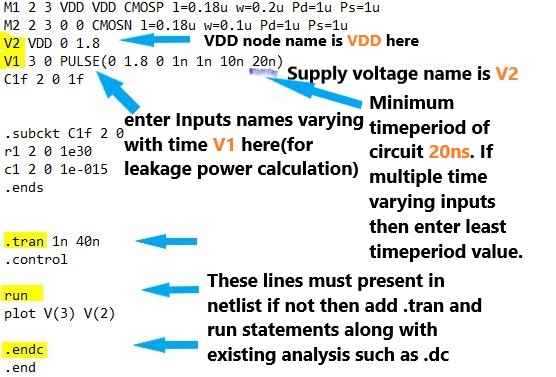 M1 2 3 VDD VDD CMOSP l=0.18u w=0.2u Pd=1u Ps=1u
M2 2 3 0 0 CMOSN l=0.18u w=0.1u Pd=1u Ps=1u
V2 VDD 0 1.8
VDD node name is VDD here
V1 3 0 PULSE(0 1.8 0 1n 1n 10n 20n)
Supply voltage name is V2
C1f 2 0 1f
enter Inputs names varying
with time V1 here(for
leakage power calculation)
Minimum
timeperiod of
circuit 20ns. If
multiple time
varying inputs
then enter least
timeperiod value.
.subckt C1f 2 0
r1 2 0 1e30
c1 2 0 1e-015
.ends
.tran 1n 40n
.control
These lines must present in
netlist if not then add .tran and
run statements along with
existing analysis such as .dc
run
plot V(3) V(2)
.endc
.end